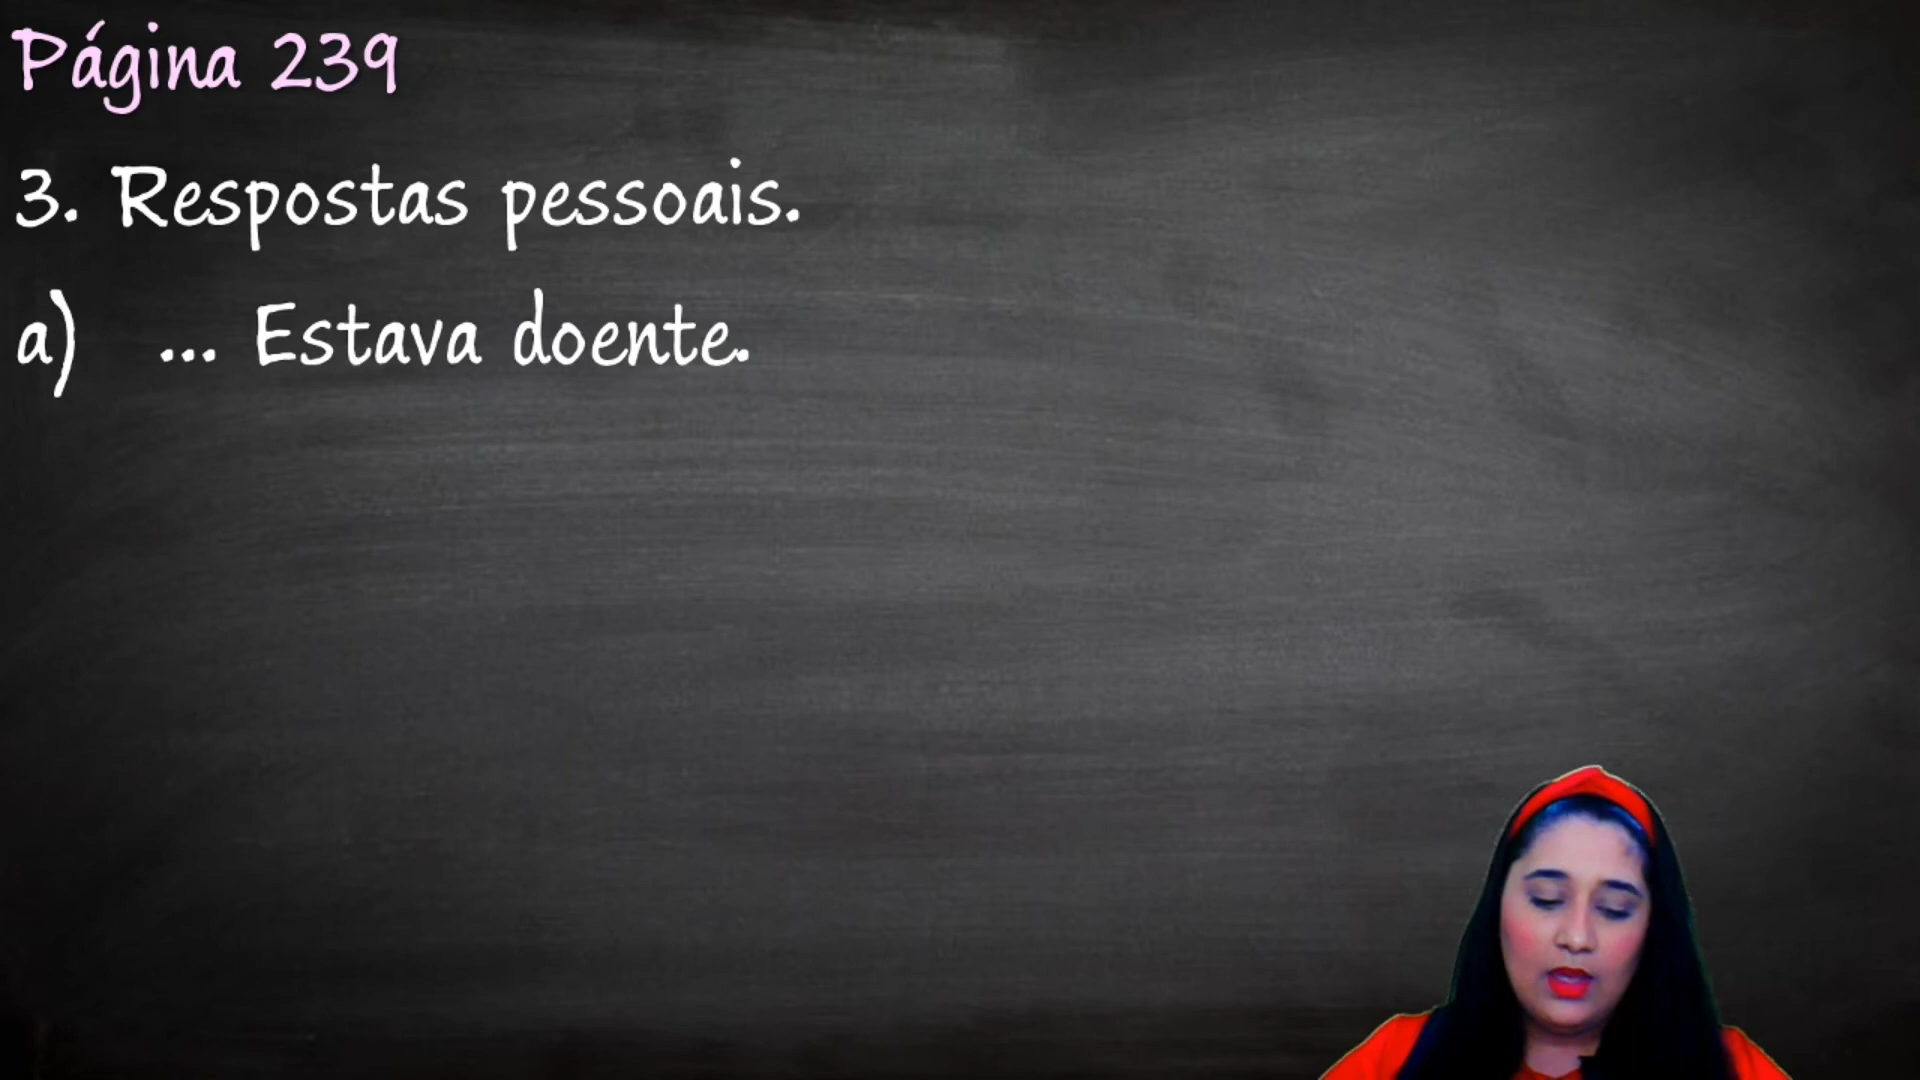 Página 239
3. Respostas pessoais.
a) ... Estava doente.